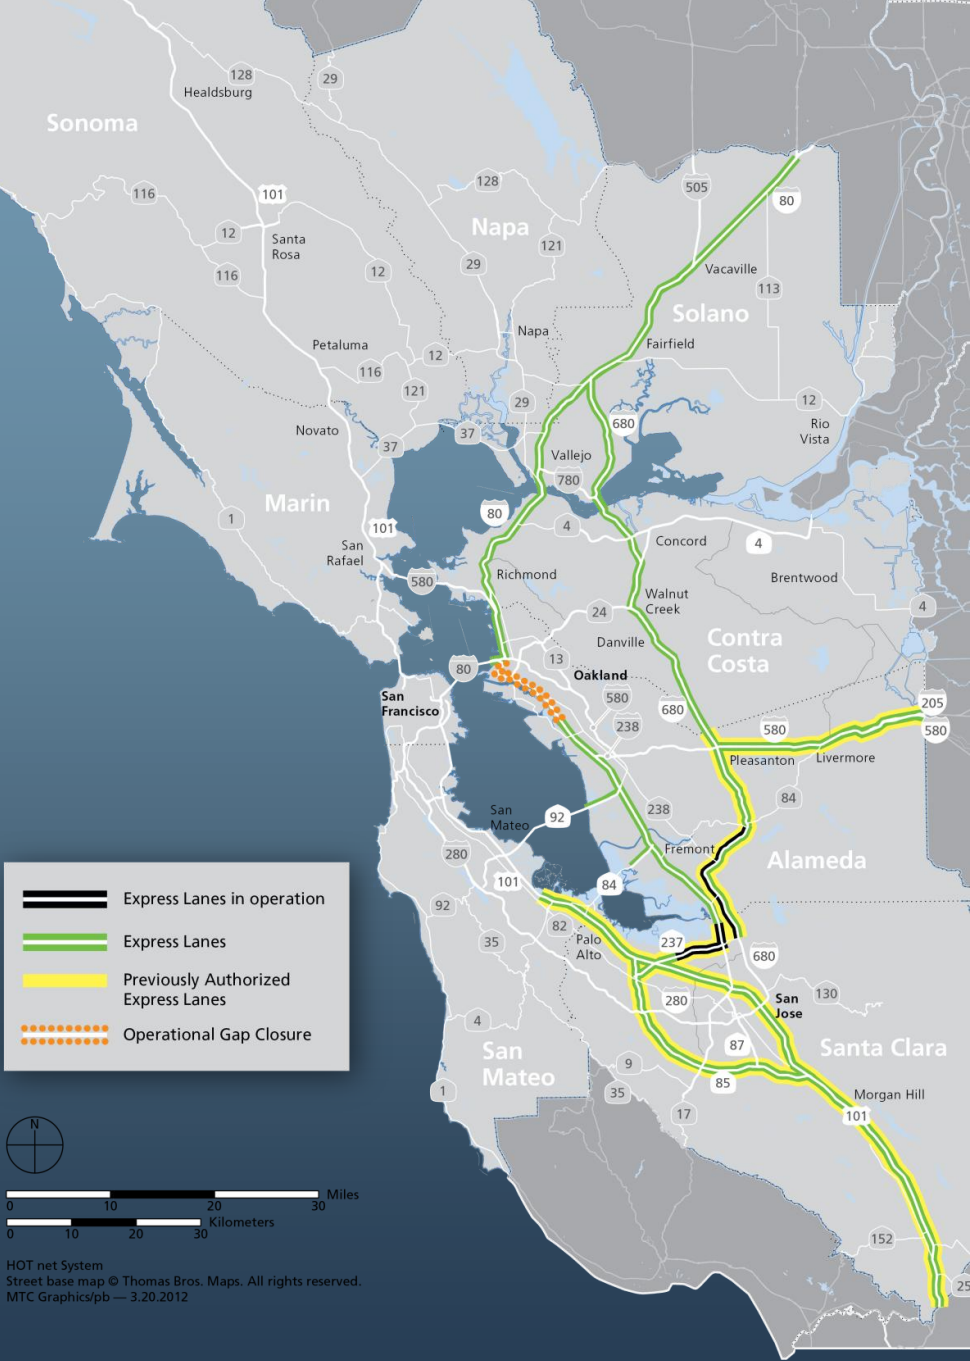 128
29
Healdsburg
Sonoma
116
101
128
505
80
12
Santa
Rosa
Napa
121
116
12
29
Vacaville
113
Solano
Napa
Petaluma
12
Fairfield
116
121
29
12
Novato
37
37
680
Rio
Vista
Vallejo
780
Marin
1
101
80
4
4
San
Rafael
Concord
580
Richmond
Brentwood
Walnut
Creek
24
4
Danville
Contra
Costa
13
80
Oakland
San
Francisco
580
680
205
238
580
580
Pleasanton
Livermore
84
San
Mateo
92
238
280
Fremont
Alameda
101
84
92
82
35
Palo
Alto
237
680
280
San
Jose
130
4
87
Santa Clara
San
Mateo
9
85
1
35
17
Morgan Hill
101
152
25
Express Lanes in operation
Express Lanes
Previously Authorized
Express Lanes
Operational Gap Closure
N
Miles
0 10 20 30
Kilometers
0 10 20 30
HOT net System
Street base map © Thomas Bros. Maps. All rights reserved.
MTC Graphics/pb — 3.20.2012